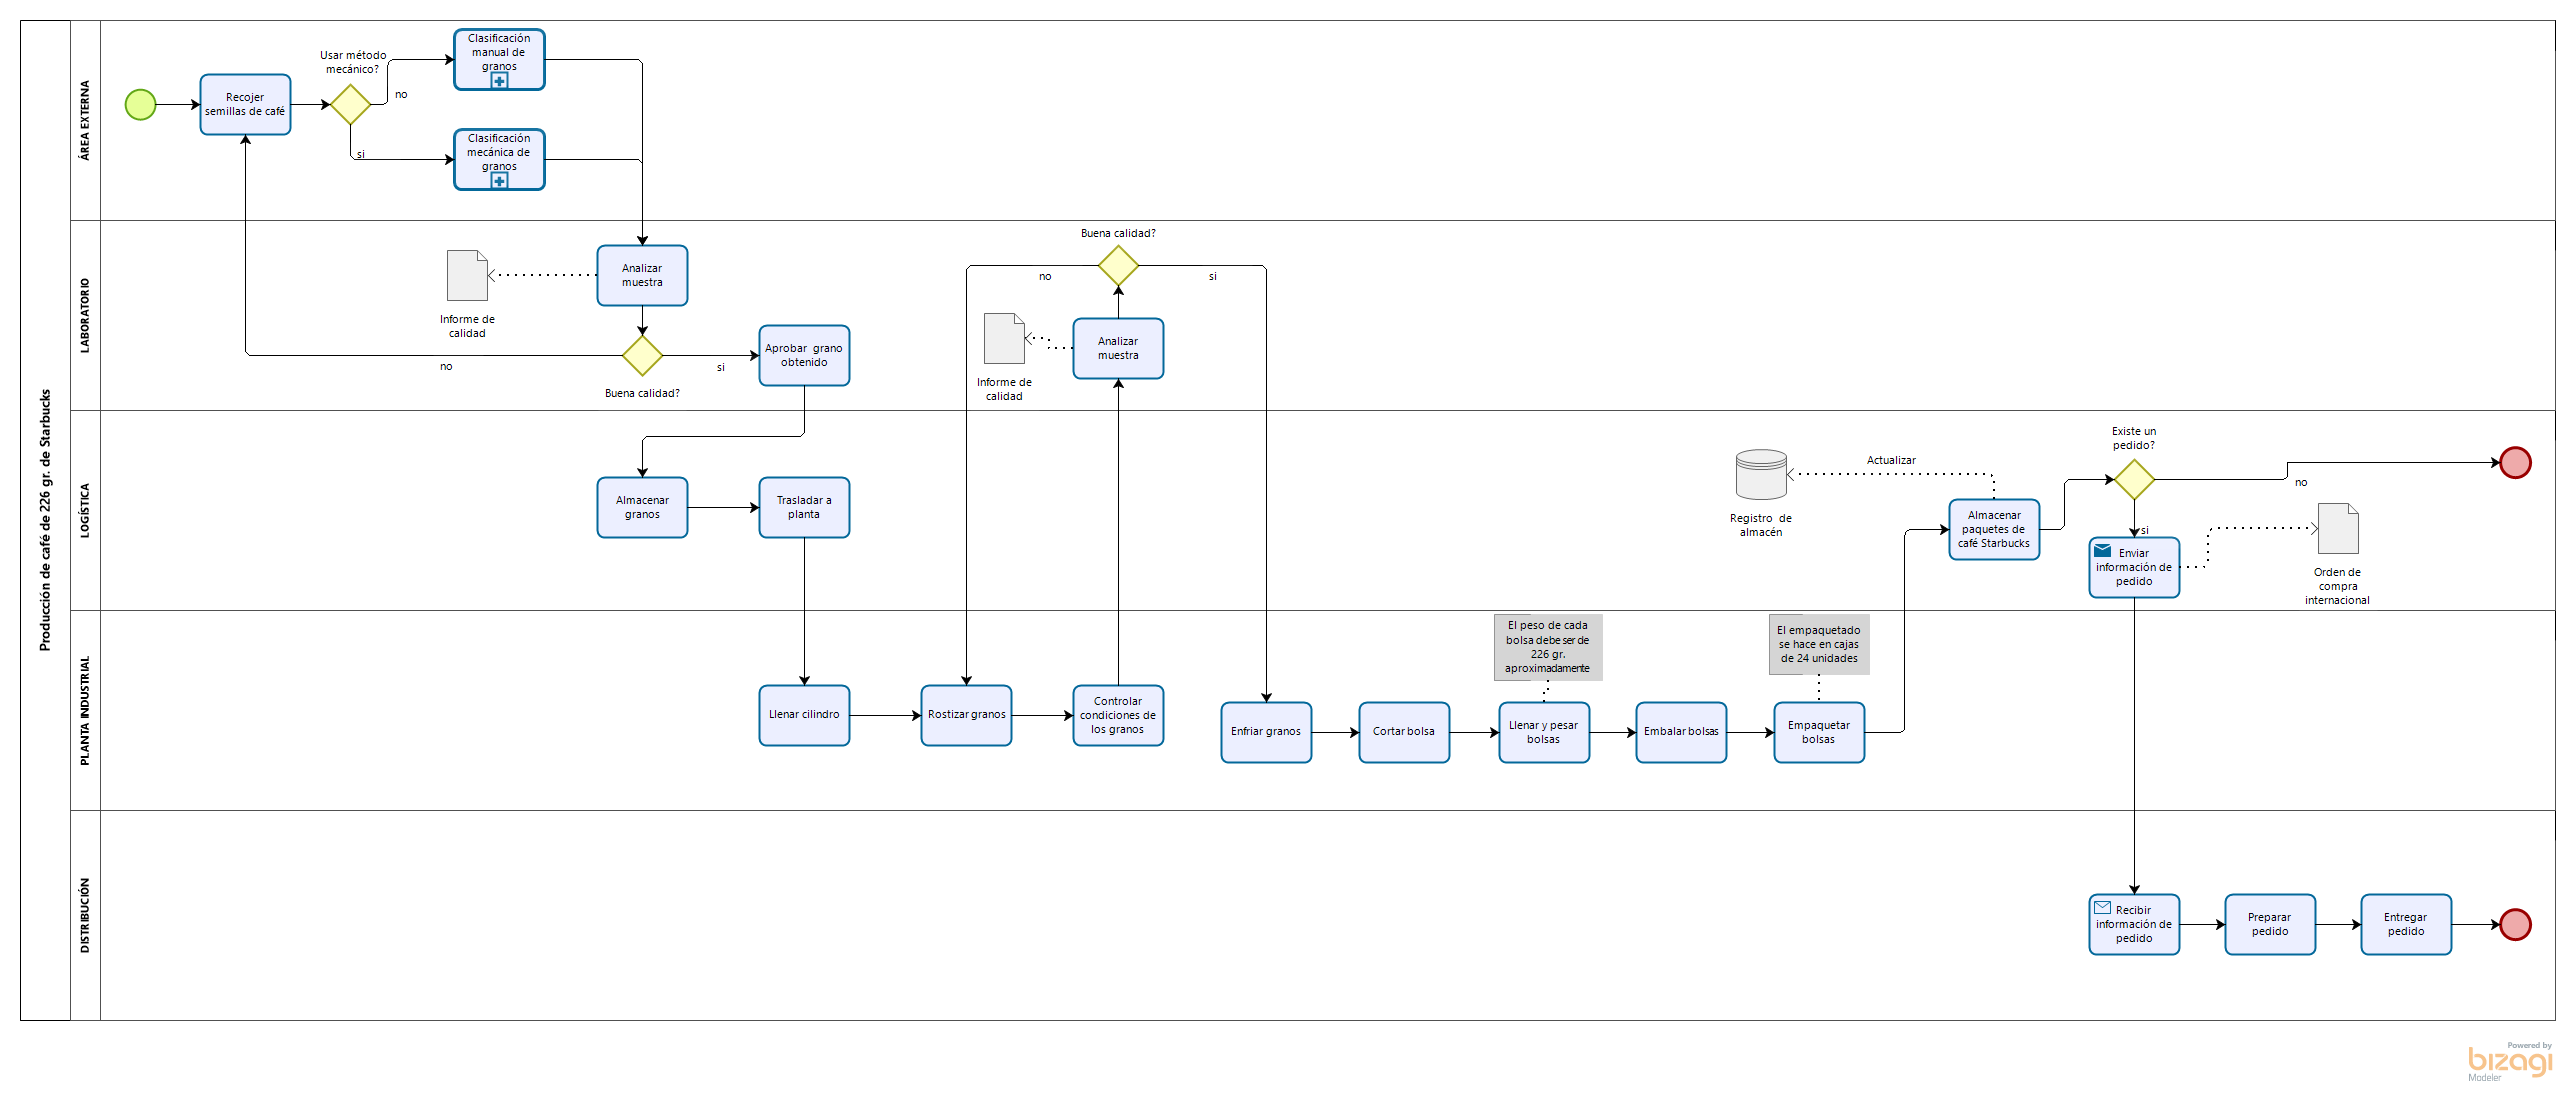 Producción de café de 226 gr. de Starbucks
ÁREA EXTERNA
Recojer
semillas de café
Usar método
mecánico?
no
si
Clasificación
manual de
granos
Clasificación
mecánica de
granos
LABORATORIO
Informe de
calidad
Analizar
muestra
no
Buena calidad?
si
Aprobar  grano
obtenido
Buena calidad?
no
si
Informe de
calidad
Analizar
muestra
LOGÍSTICA
Almacenar
granos
Trasladar a
planta
Registro  de
almacén
Actualizar
Almacenar
paquetes de
café Starbucks
Existe un
pedido?
no
si
Enviar
información de
pedido
Orden de
compra
internacional
PLANTA INDUSTRIAL
Llenar cilindro
Rostizar granos
Controlar
condiciones de
los granos
Enfriar granos
Cortar bolsa
El peso de cada
bolsa debe ser de
226 gr.
aproximadamente
Llenar y pesar
bolsas
Embalar bolsas
El empaquetado
se hace en cajas
de 24 unidades
Empaquetar
bolsas
DISTRIBUCIÓN
Recibir
información de
pedido
Preparar
pedido
Entregar
pedido
Powered by
bizagi
Modeler